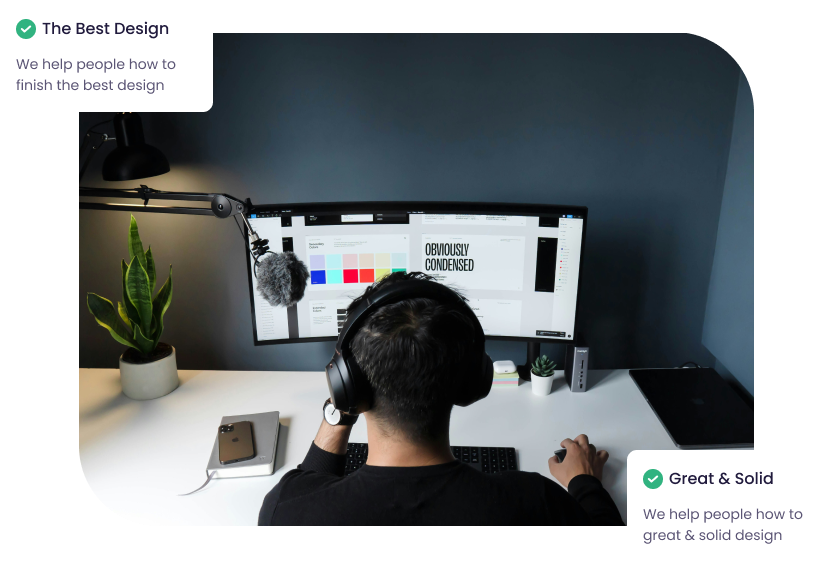 The Best Design
We help people how to
finish the best design
OBVIOUSLY
CONDENSED
Great & Solid
We help people how to
great & solid design